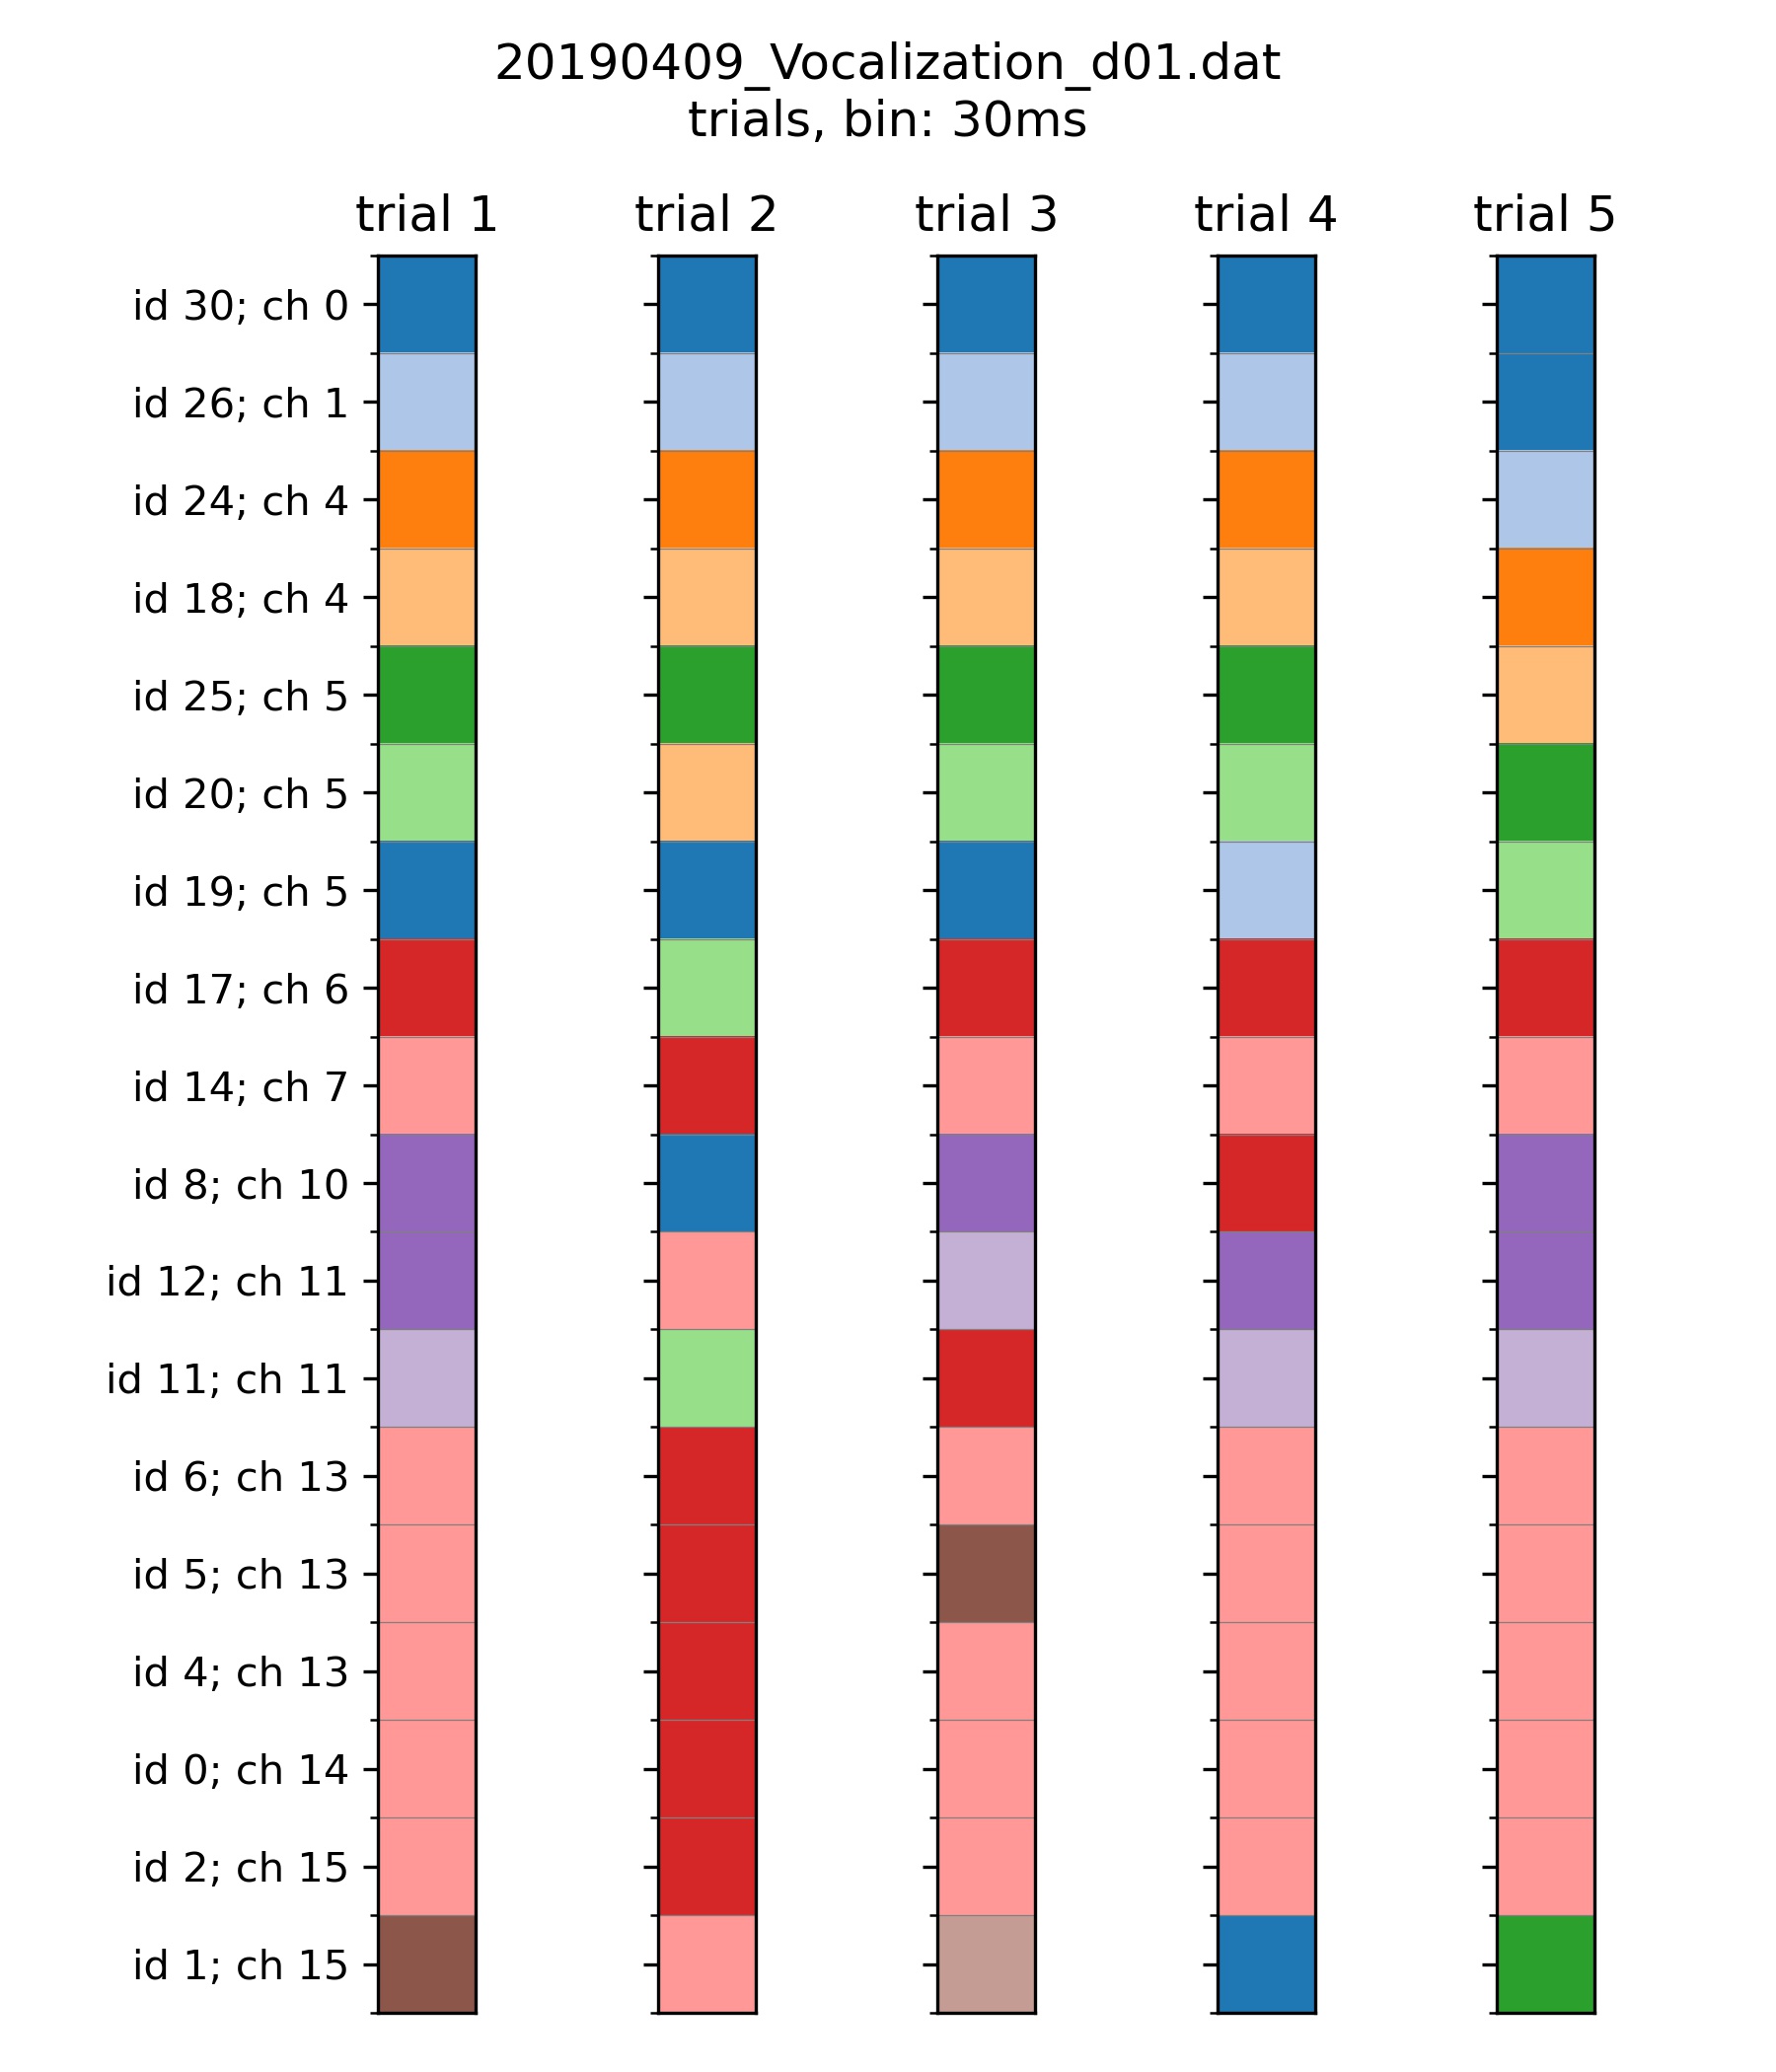 20190409_Vocalization_d01.dat
trials, bin: 30ms
trial 1 trial 2 trial 3 trial 4 trial 5
id 30; ch 0
id 26; ch 1
id 24; ch 4
id 18; ch 4
id 25; ch 5
id 20; ch 5
id 19; ch 5
id 17; ch 6
id 14; ch 7
id 8; ch 10
id 12; ch 11
id 11; ch 11
id 6; ch 13
id 5; ch 13
id 4; ch 13
id 0; ch 14
id 2; ch 15
id 1; ch 15